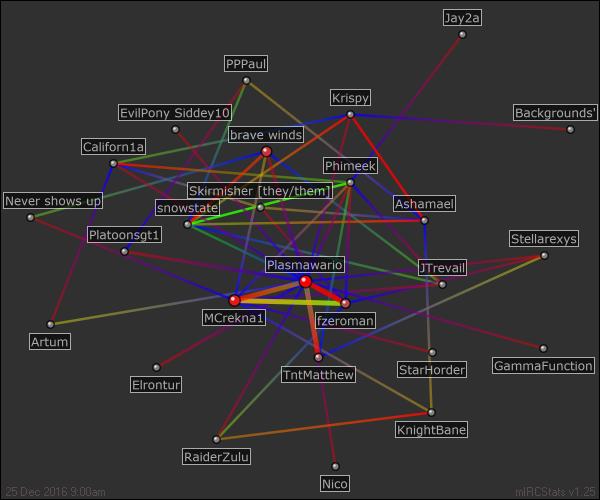 Jay2a
PPPaul
Krispy
EvilPony Siddey10
Backgrounds'
brave winds
Californ1a
Phimeek
Skirmisher [they/them]
Never shows up
snowstate
Ashamael
Platoonsgt1
Stellarexys
Plasmawario
JTrevail
MCrekna1
fzeroman
Artum
StarHorder
GammaFunction
Elrontur
TntMatthew
KnightBane
RaiderZulu
Nico
25 Dec 2016 9:00am
mIRCStats v1.25